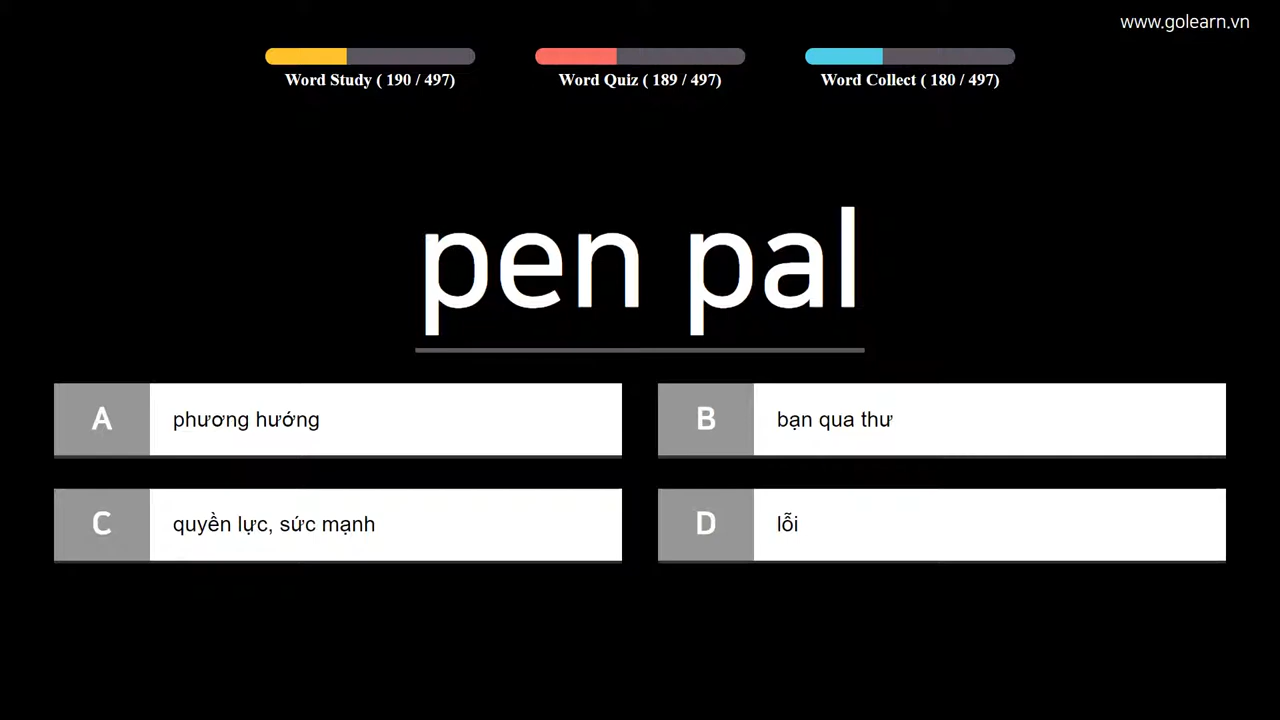 www.golearn.vn
Word Study ( 190 / 497)
Word Quiz ( 189 / 497)
Word Collect ( 180 / 497)
pen pal
A phương hướng
B bạn qua thư
C quyền lực, sức mạnh
D lỗi